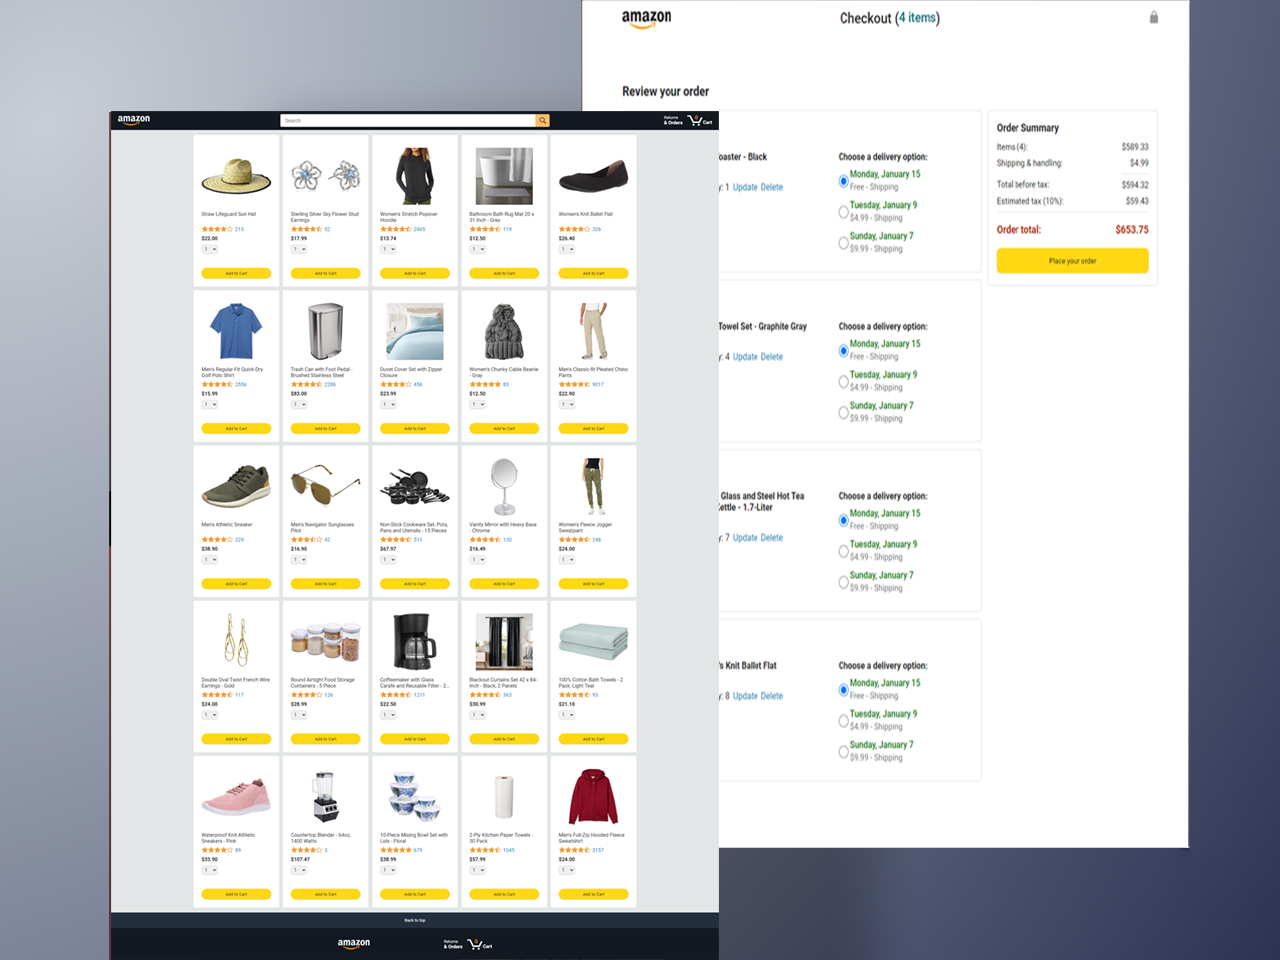 amazon
Checkout (4 items)
Review your order
oaster - Black
y: 1 Update Delete
Choose a delivery option:
Monday, January 15
Free - Shipping
Tuesday, January 9
$4.99 - Shipping
Sunday, January 7
$9.99 - Shipping
Towel Set - Graphite Gray
y: 4 Update Delete
Choose a delivery option:
Monday, January 15
Free - Shipping
Tuesday, January 9
$4.99 - Shipping
Sunday, January 7
$9.99 - Shipping
Glass and Steel Hot Tea
Kettle - 1.7-Liter
y: 7 Update Delete
Choose a delivery option:
Monday, January 15
Free - Shipping
Tuesday, January 9
$4.99 - Shipping
Sunday, January 7
$9.99 - Shipping
's Knit Ballet Flat
y: 8 Update Delete
Choose a delivery option:
Monday, January 15
Free - Shipping
Tuesday, January 9
$4.99 - Shipping
Sunday, January 7
$9.99 - Shipping
Order Summary
Items (4): $589.33
Shipping & handling: $4.99
Total before tax: $594.32
Estimated tax (10%): $59.43
Order total: $653.75
Place your order
amazon
Search
Returns
& Orders
0
Cart
Straw Lifeguard Sun Hat
215
$22.00
1
Add to Cart
Sterling Silver Sky Flower Stud
Earrings
52
$17.99
1
Add to Cart
Women's Stretch Popover
Hoodie
2465
$13.74
1
Add to Cart
Bathroom Bath Rug Mat 20 x
31 Inch - Grey
119
$12.50
1
Add to Cart
Women's Knit Ballet Flat
326
$26.40
1
Add to Cart
Men's Regular-Fit Quick-Dry
Golf Polo Shirt
2556
$15.99
1
Add to Cart
Trash Can with Foot Pedal -
Brushed Stainless Steel
2286
$83.00
1
Add to Cart
Duvet Cover Set with Zipper
Closure
456
$23.99
1
Add to Cart
Women's Chunky Cable Beanie
- Gray
83
$12.50
1
Add to Cart
Men's Classic-fit Pleated Chino
Pants
9017
$22.90
1
Add to Cart
Men's Athletic Sneaker
229
$38.90
1
Add to Cart
Men's Navigator Sunglasses
Pilot
42
$16.90
1
Add to Cart
Non-Stick Cookware Set, Pots,
Pans and Utensils - 15 Pieces
511
$67.97
1
Add to Cart
Vanity Mirror with Heavy Base
- Chrome
130
$16.49
1
Add to Cart
Women's Fleece Jogger
Sweatpant
248
$24.00
1
Add to Cart
Double Oval Twist French Wire
Earrings - Gold
117
$24.00
1
Add to Cart
Round Airtight Food Storage
Containers - 5 Piece
126
$28.99
1
Add to Cart
Coffeemaker with Glass
Carafe and Reusable Filter - 2...
1211
$22.50
1
Add to Cart
Blackout Curtains Set 42 x 84-
Inch - Black, 2 Panels
363
$30.99
1
Add to Cart
100% Cotton Bath Towels - 2
Pack, Light Teal
93
$21.10
1
Add to Cart
Waterproof Knit Athletic
Sneakers - Pink
89
$33.90
1
Add to Cart
Countertop Blender - 64oz,
1400 Watts
3
$107.47
1
Add to Cart
10-Piece Mixing Bowl Set with
Lids - Floral
679
$38.99
1
Add to Cart
2-Ply Kitchen Paper Towels -
30 Pack
1045
$57.99
1
Add to Cart
Men's Full-Zip Hooded Fleece
Sweatshirt
3157
$24.00
1
Add to Cart
Back to top
amazon
Returns
& Orders
0
Cart